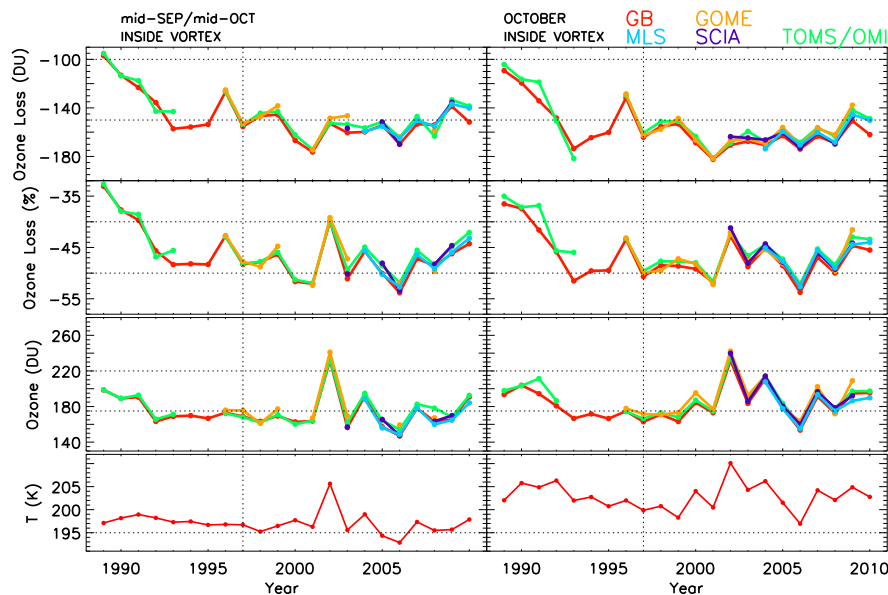 mid-SEP/mid-OCT
INSIDE VORTEX
OCTOBER
INSIDE VORTEX
GB GOME
MLS SCIA TOMS/OMI
Ozone Loss (DU)
-100
-140
-180
Ozone Loss (%)
-35
-45
-55
Ozone (DU)
260
220
180
140
T (K)
205
200
195
1990 1995 2000 2005
1990 1995 2000 2005 2010
Year
Year